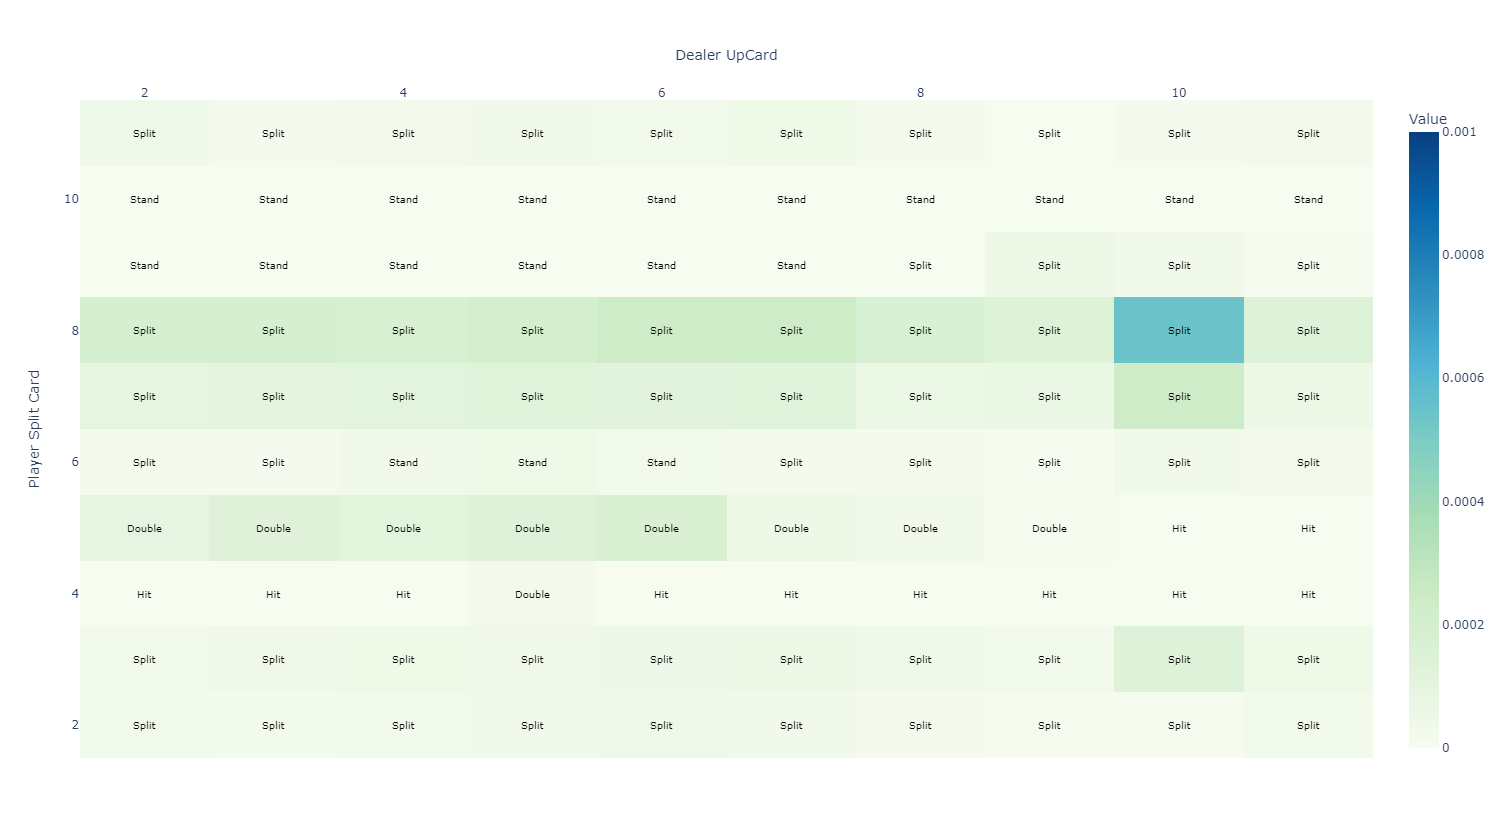 Dealer UpCard
2 4 6 8 10
Value
0.001
Split Split Split Split Split Split Split Split Split Split
10 Stand Stand Stand Stand Stand Stand Stand Stand Stand Stand
0.0008
Stand Stand Stand Stand Stand Stand Split Split Split Split
8 Split Split Split Split Split Split Split Split Split Split
0.0006
Split Split Split Split Split Split Split Split Split Split
Player Split Card
6 Split Split Stand Stand Stand Split Split Split Split Split
0.0004
Double Double Double Double Double Double Double Double Hit Hit
4 Hit Hit Hit Double Hit Hit Hit Hit Hit Hit
0.0002
Split Split Split Split Split Split Split Split Split Split
2 Split Split Split Split Split Split Split Split Split Split
0